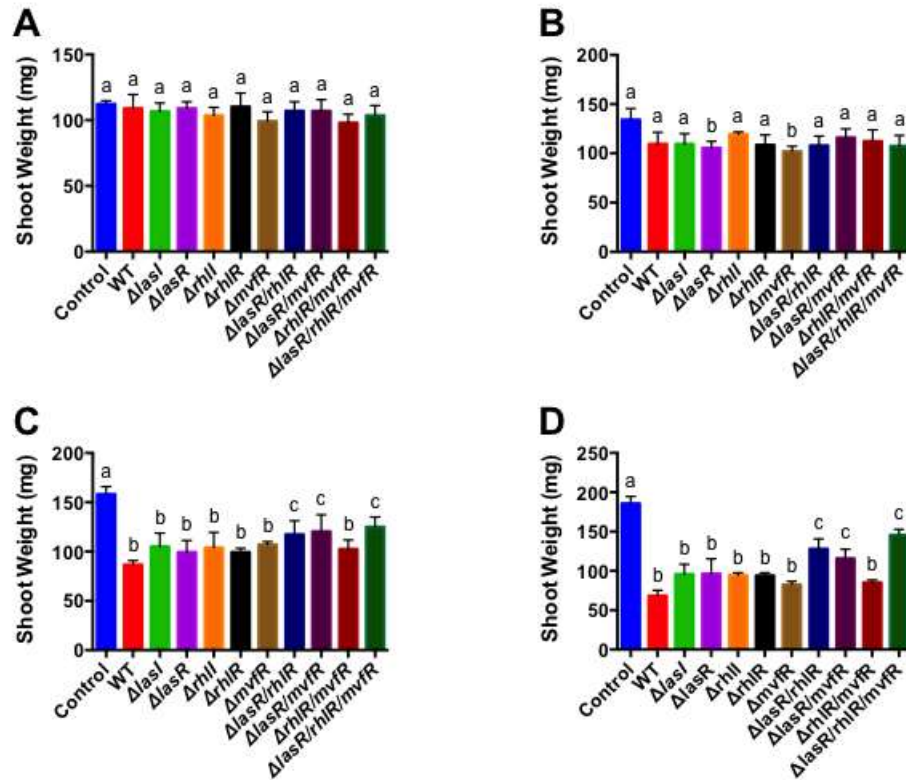 A
Shoot Weight (mg)
150
100
50
0
a a a a a a a a a a a
Control
WT
ΔlasI
ΔlasR
ΔrhlI
ΔrhlR
ΔmvfR
ΔlasR/rhlR
ΔlasR/mvfR
ΔrhlR/mvfR
ΔlasR/rhlR/mvfR
B
Shoot Weight (mg)
200
150
100
50
0
a a a b a a b a a a a
Control
WT
ΔlasI
ΔlasR
ΔrhlI
ΔrhlR
ΔmvfR
ΔlasR/rhlR
ΔlasR/mvfR
ΔrhlR/mvfR
ΔlasR/rhlR/mvfR
C
Shoot Weight (mg)
200
150
100
50
0
a b b b b b b c c b c
Control
WT
ΔlasI
ΔlasR
ΔrhlI
ΔrhlR
ΔmvfR
ΔlasR/rhlR
ΔlasR/mvfR
ΔrhlR/mvfR
ΔlasR/rhlR/mvfR
D
Shoot Weight (mg)
250
200
150
100
50
0
a b b b b b b c c b c
Control
WT
ΔlasI
ΔlasR
ΔrhlI
ΔrhlR
ΔmvfR
ΔlasR/rhlR
ΔlasR/mvfR
ΔrhlR/mvfR
ΔlasR/rhlR/mvfR